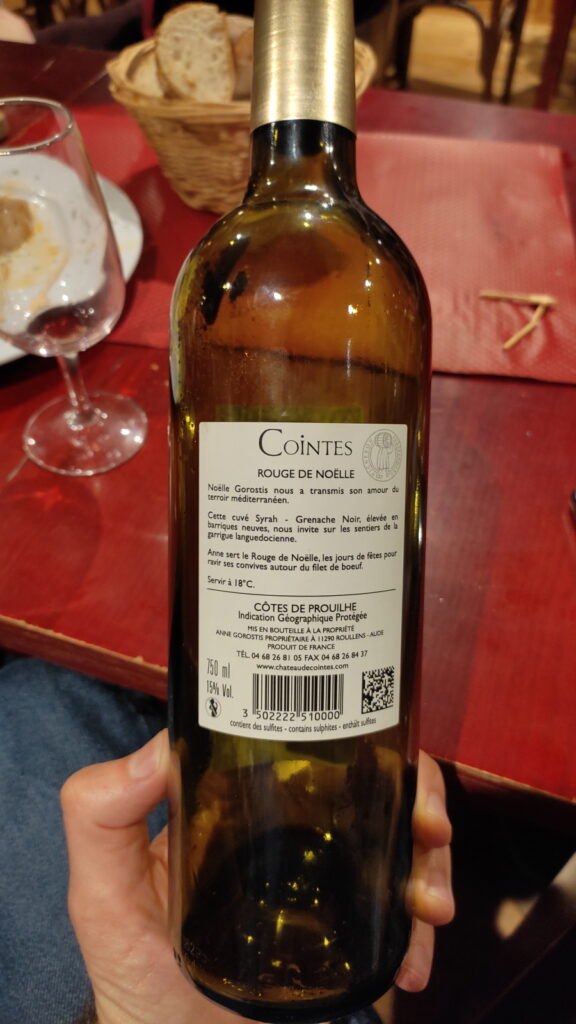 COINTES
ROUGE DE NOËLLE
Noëlle Gorostis nous a transmis son amour du
terroir méditerranéen.
Cette cuvé Syrah - Grenache Noir, élevée en
barriques neuves, nous invite sur les sentiers de la
garrigue languedocienne.
Anne sert le Rouge de Noëlle, les jours de fêtes pour
ravir ses convives autour du filet de boeuf.
Servir à 18°C.
CÔTES DE PROUILHE
Indication Géographique Protégée
MIS EN BOUTEILLE À LA PROPRIÉTÉ
ANNE GOROSTIS PROPRIÉTAIRE À 11290 ROULLENS - AUDE
PRODUIT DE FRANCE
TÉL. 04 68 26 81 05 FAX 04 68 26 84 37
www.chateaudecointes.com
750 ml
15% Vol.
3 502222 510000
contient des sulfites - contains sulphites - enthält sulfites